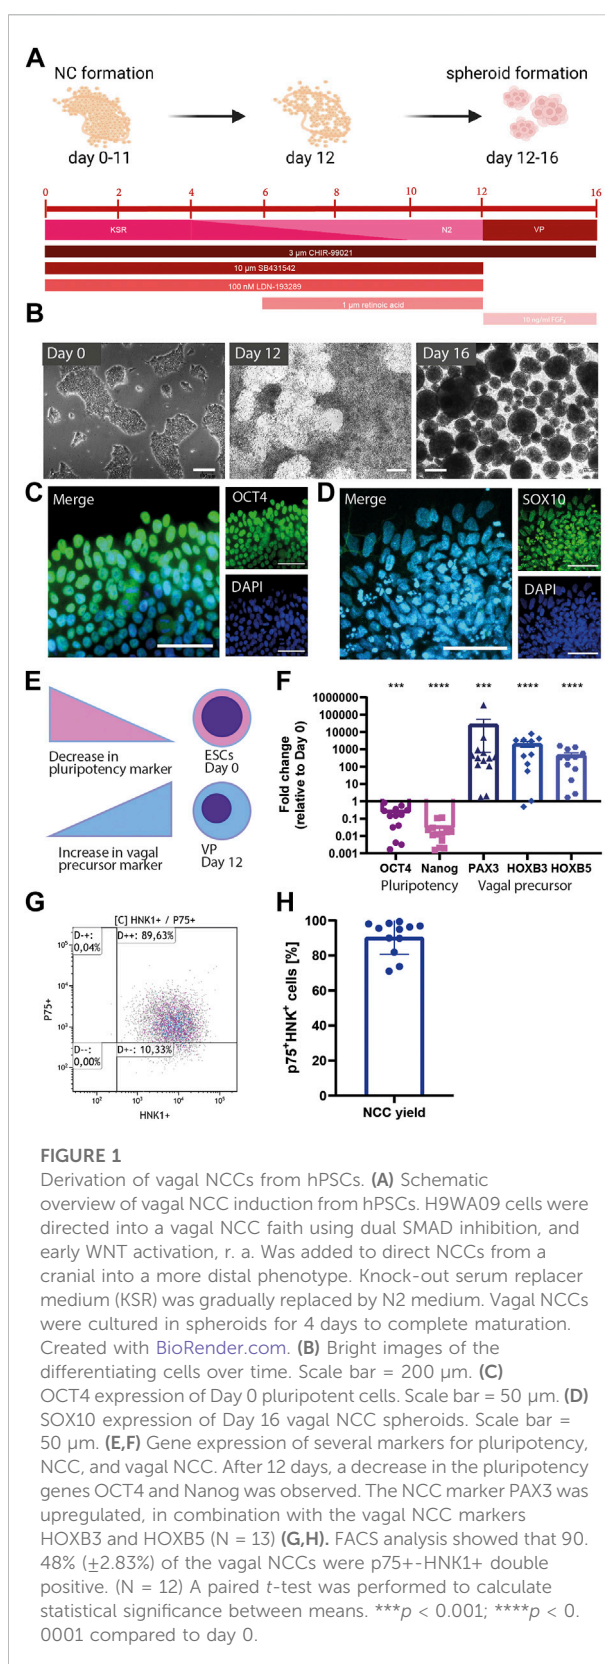 A
NC formation
spheroid formation
day 0-11
day 12
day 12-16
0 2 4 6 8 10 12 16
KSR N2 VP
3 µm CHIR-99021
10 µm SB431542
100 nM LDN-193289
1 µm retinoic acid
10 ng/ml FGF₂
B
Day 0
Day 12
Day 16
C
Merge
OCT4
DAPI
D
Merge
SOX10
DAPI
E
Decrease in
pluripotency marker
ESCs
Day 0
Increase in vagal
precursor marker
VP
Day 12
F
*** **** *** **** ****
Fold change
(relative to Day 0)
1000000
100000
10000
1000
100
10
1
0.1
0.01
0.001
OCT4 Nanog PAX3 HOXB3 HOXB5
Pluripotency Vagal precursor
G
[C] HNK1+ / P75+
D-+:
0,04%
D++: 89,63%
D--:
0,00%
D+-: 10,33%
P75+
10⁵
10⁴
10³
10²
10² 10³ 10⁴ 10⁵
HNK1+
H
p75⁺HNK⁺ cells [%]
100
80
60
40
20
0
NCC yield
FIGURE 1
Derivation of vagal NCCs from hPSCs. (A) Schematic
overview of vagal NCC induction from hPSCs. H9WA09 cells were
directed into a vagal NCC faith using dual SMAD inhibition, and
early WNT activation, r. a. Was added to direct NCCs from a
cranial into a more distal phenotype. Knock-out serum replacer
medium (KSR) was gradually replaced by N2 medium. Vagal NCCs
were cultured in spheroids for 4 days to complete maturation.
Created with BioRender.com. (B) Bright images of the
differentiating cells over time. Scale bar = 200 µm. (C)
OCT4 expression of Day 0 pluripotent cells. Scale bar = 50 µm. (D)
SOX10 expression of Day 16 vagal NCC spheroids. Scale bar =
50 µm. (E,F) Gene expression of several markers for pluripotency,
NCC, and vagal NCC. After 12 days, a decrease in the pluripotency
genes OCT4 and Nanog was observed. The NCC marker PAX3 was
upregulated, in combination with the vagal NCC markers
HOXB3 and HOXB5 (N = 13) (G,H). FACS analysis showed that 90.
48% (±2.83%) of the vagal NCCs were p75+-HNK1+ double
positive. (N = 12) A paired t-test was performed to calculate
statistical significance between means. ***p < 0.001; ****p < 0.
0001 compared to day 0.